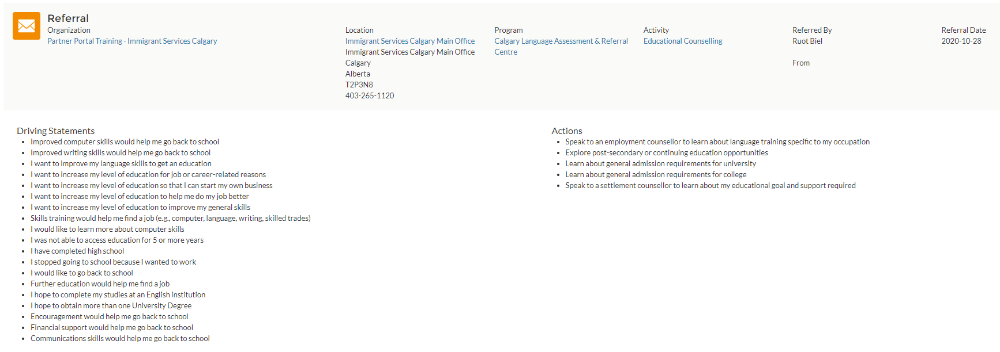 Referral
Organization
Partner Portal Training - Immigrant Services Calgary
Location
Immigrant Services Calgary Main Office
Immigrant Services Calgary Main Office
Calgary
Alberta
T2P3N8
403-265-1120
Program
Calgary Language Assessment & Referral
Centre
Activity
Educational Counselling
Referred By
Ruot Biel
From
Referral Date
2020-10-28
Driving Statements
• Improved computer skills would help me go back to school
• Improved writing skills would help me go back to school
• I want to improve my language skills to get an education
• I want to increase my level of education for job or career-related reasons
• I want to increase my level of education so that I can start my own business
• I want to increase my level of education to help me do my job better
• I want to increase my level of education to improve my general skills
• Skills training would help me find a job (e.g., computer, language, writing, skilled trades)
• I would like to learn more about computer skills
• I was not able to access education for 5 or more years
• I have completed high school
• I stopped going to school because I wanted to work
• I would like to go back to school
• Further education would help me find a job
• I hope to complete my studies at an English institution
• I hope to obtain more than one University Degree
• Encouragement would help me go back to school
• Financial support would help me go back to school
• Communications skills would help me go back to school
Actions
• Speak to an employment counsellor to learn about language training specific to my occupation
• Explore post-secondary or continuing education opportunities
• Learn about general admission requirements for university
• Learn about general admission requirements for college
• Speak to a settlement counsellor to learn about my educational goal and support required